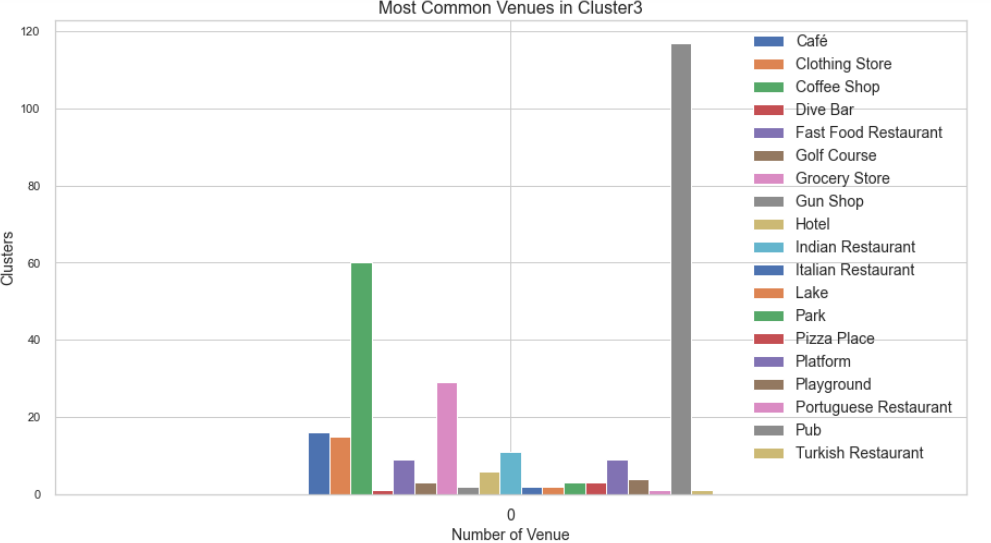 Most Common Venues in Cluster3
120
100
80
60
40
20
0
Clusters
0
Number of Venue
Café
Clothing Store
Coffee Shop
Dive Bar
Fast Food Restaurant
Golf Course
Grocery Store
Gun Shop
Hotel
Indian Restaurant
Italian Restaurant
Lake
Park
Pizza Place
Platform
Playground
Portuguese Restaurant
Pub
Turkish Restaurant